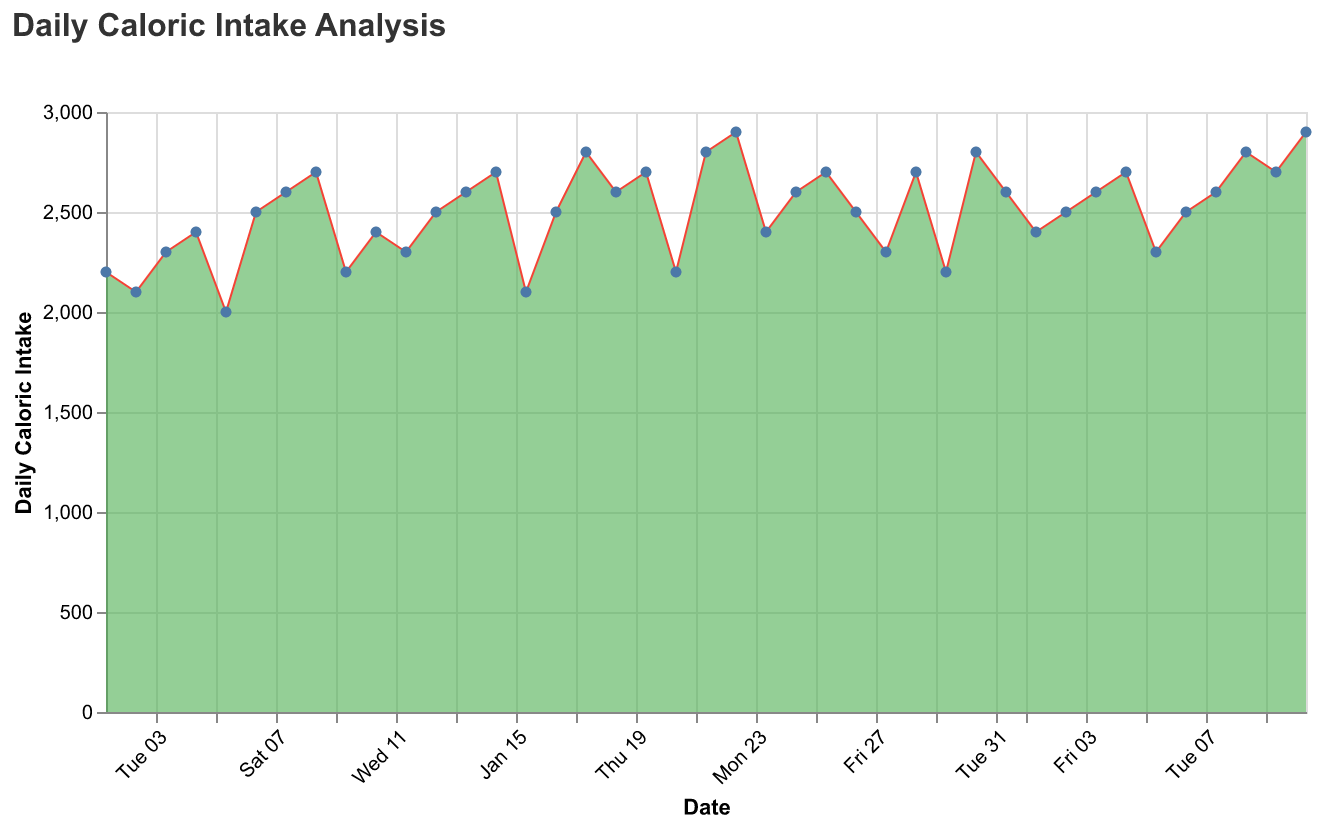 Daily Caloric Intake Analysis
3,000
2,500
2,000
1,500
1,000
500
0
Daily Caloric Intake
Tue 03
Sat 07
Wed 11
Jan 15
Thu 19
Mon 23
Fri 27
Tue 31
Fri 03
Tue 07
Date